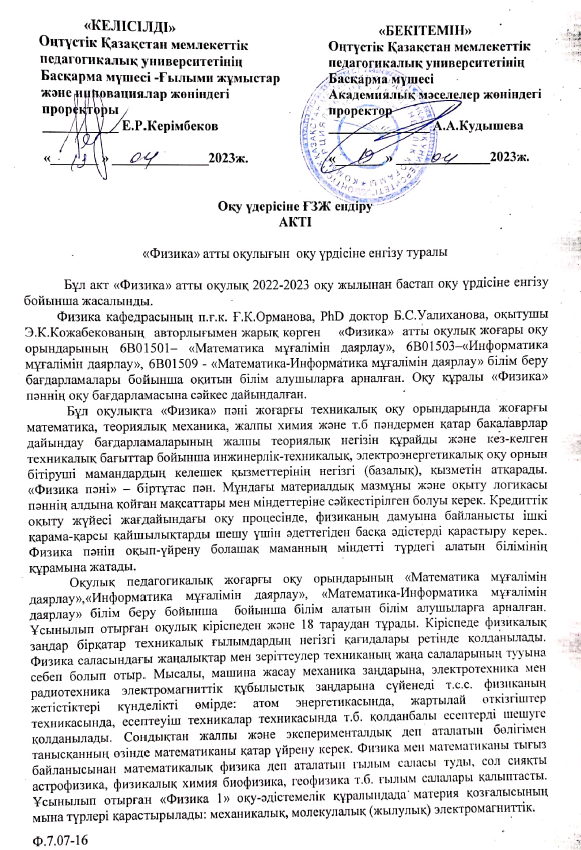 «КЕЛІСІЛДІ»
Оңтүстік Қазақстан мемлекеттік
педагогикалық университетінің
Басқарма мүшесі -Ғылыми жұмыстар
және инновациялар жөніндегі
проректоры
Е.Р.Керімбеков
« 13 » 04 2023ж.
«БЕКІТЕМІН»
Оңтүстік Қазақстан мемлекеттік
педагогикалық университетінің
Басқарма мүшесі
Академиялық мәселелер жөніндегі
проректор
А.А.Кудышева
« 19 » 04 2023ж.
Оқу үдерісіне ҒЗЖ ендіру
АКТІ
«Физика» атты оқулығын оқу үрдісіне енгізу туралы
Бұл акт «Физика» атты оқулық 2022-2023 оқу жылынан бастап оқу үрдісіне енгізу
бойынша жасалынды.
Физика кафедрасының п.ғ.к. Ғ.К.Орманова, PhD доктор Б.С.Уалиханова, оқытушы
Э.К.Кожабекованың авторлығымен жарық көрген «Физика» атты оқулық жоғары оқу
орындарының 6В01501– «Математика мұғалімін даярлау», 6В01503–«Информатика
мұғалімін даярлау», 6В01509 - «Математика-Информатика мұғалімін даярлау» білім беру
бағдарламалары бойынша оқитын білім алушыларға арналған. Оқу құралы «Физика»
пәннің оқу бағдарламасына сәйкес дайындалған.
Бұл оқулықта «Физика» пәні жоғарғы техникалық оқу орындарында жоғарғы
математика, теориялық механика, жалпы химия және т.б пәндермен қатар бакалаврлар
дайындау бағдарламаларының жалпы теориялық негізін құрайды және кез-келген
техникалық бағыттар бойынша инжинерлік-техникалық, электроэнергетикалық оқу орнын
бітіруші мамандардың келешек қызметтерінің негізгі (базалық), қызметін атқарады.
«Физика пәні» – біртұтас пән. Мұндағы материалдық мазмұны және оқыту логикасы
пәннің алдына қойған мақсаттары мен міндеттеріне сәйкестірілген болуы керек. Кредиттік
оқыту жүйесі жағдайындағы оқу процесінде, физиканың дамуына байланысты ішкі
қарама-қарсы қайшылықтарды шешу үшін әдеттегіден басқа әдістерді қарастыру керек.
Физика пәнін оқып-үйрену болашақ маманның міндетті түрдегі алатын білімінің
құрамына жатады.
Оқулық педагогикалық жоғарғы оқу орындарының «Математика мұғалімін
даярлау»,«Информатика мұғалімін даярлау», «Математика-Информатика мұғалімін
даярлау» білім беру бойынша бойынша білім алатын білім алушыларға арналған.
Ұсынылып отырған оқулық кіріспеден және 18 тараудан тұрады. Кіріспеде физикалық
заңдар бірқатар техникалық ғылымдардың негізгі қағидалары ретінде қолданылады.
Физика саласындағы жаңалықтар мен зеріттеулер техниканың жаңа салаларының тууына
себеп болып отыр. Мысалы, машина жасау механика заңдарына, электротехника мен
радиотехника электромагниттік құбылыстық заңдарына сүйенеді т.с.с. физиканың
жетістіктері күнделікті өмірде: атом энергетикасында, жартылай откізгіштер
техникасында, есептеуіш техникалар техникасында т.б. қолданбалы есептерді шешуге
қолданылады. Сондықтан жалпы және эксперименталдық деп аталатын бөлігімен
танысқанның өзінде математиканы қатар үйрену керек. Физика мен математиканы тығыз
байланысынан математикалық физика деп аталатын ғылым саласы туды, сол сияқты
астрофизика, физикалық химия биофизика, геофизика т.б. ғылым салалары қалыптасты.
Ұсынылып отырған «Физика 1» оқу-әдістемелік құралындада материя қозғалысының
мына түрлері қарастырылады: механикалық, молекулалық (жылулық) электромагниттік.
Ф.7.07-16